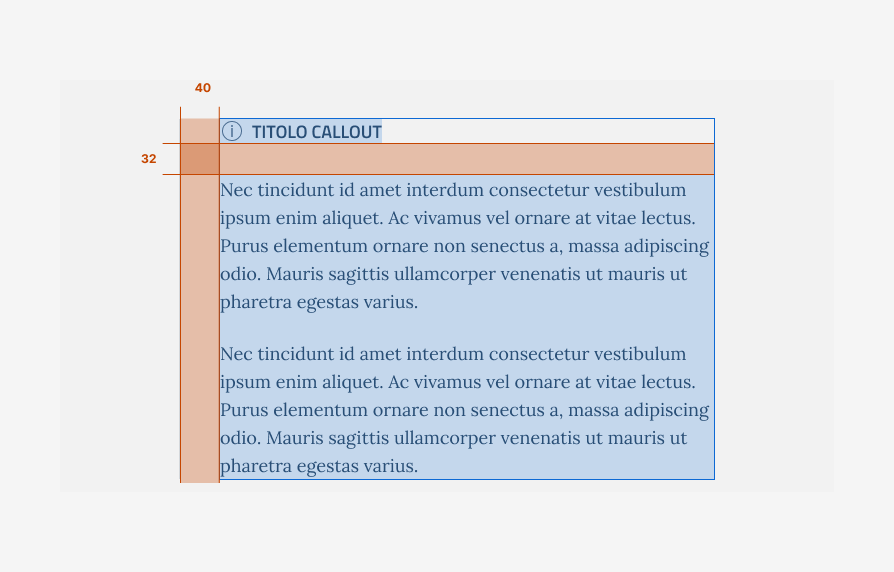 40
TITOLO CALLOUT
32
Nec tincidunt id amet interdum consectetur vestibulum
ipsum enim aliquet. Ac vivamus vel ornare at vitae lectus.
Purus elementum ornare non senectus a, massa adipiscing
odio. Mauris sagittis ullamcorper venenatis ut mauris ut
pharetra egestas varius.
Nec tincidunt id amet interdum consectetur vestibulum
ipsum enim aliquet. Ac vivamus vel ornare at vitae lectus.
Purus elementum ornare non senectus a, massa adipiscing
odio. Mauris sagittis ullamcorper venenatis ut mauris ut
pharetra egestas varius.